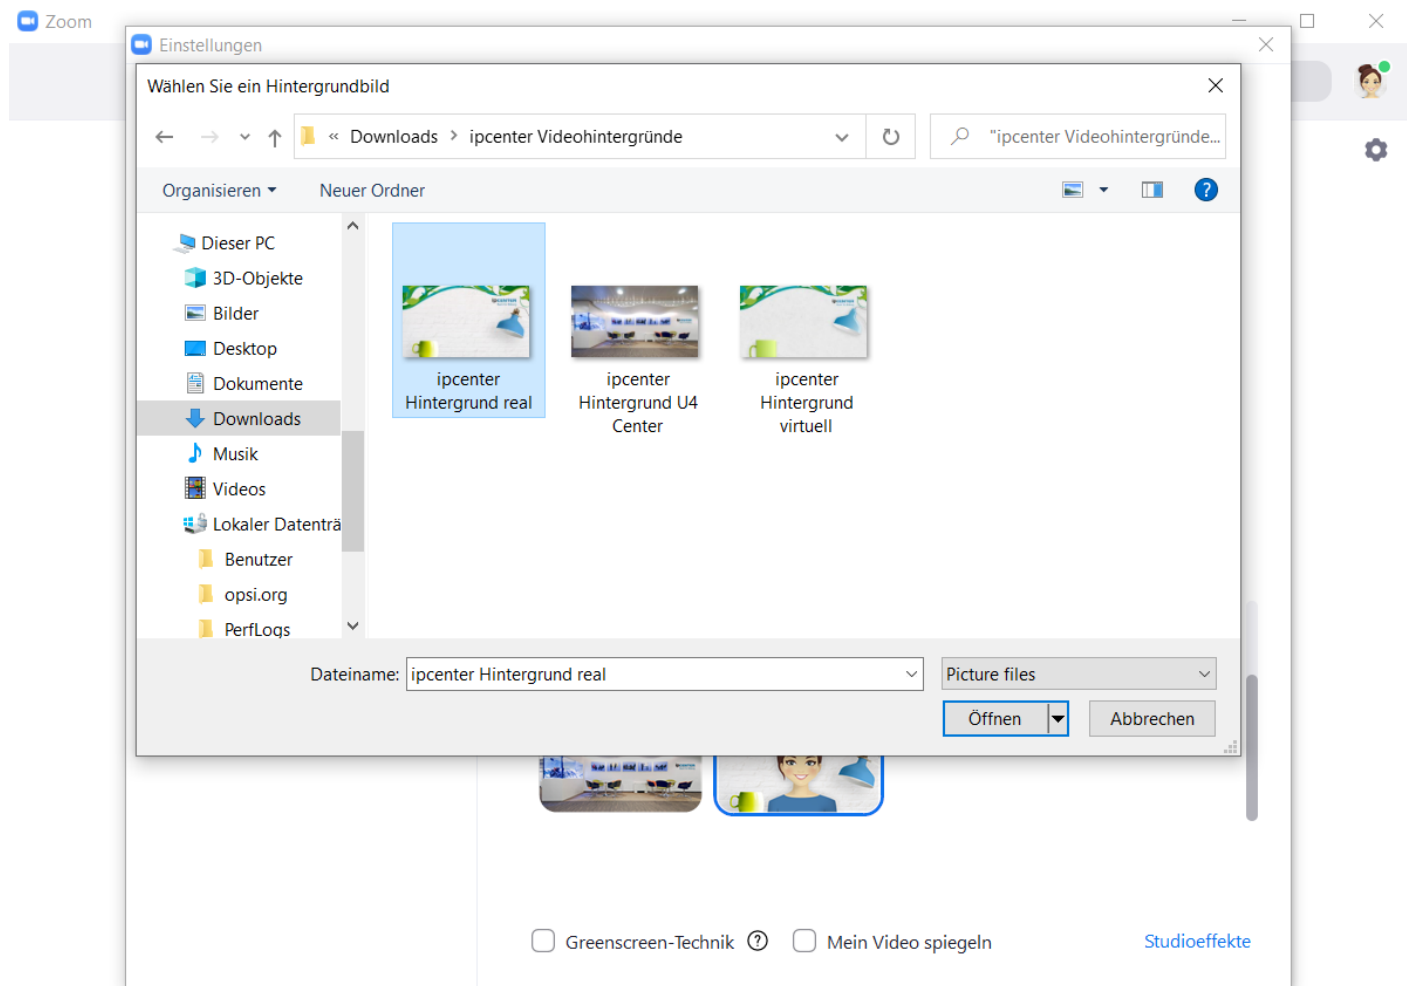 Zoom
Einstellungen
Wählen Sie ein Hintergrundbild
« Downloads > ipcenter Videohintergründe
"ipcenter Videohintergründe...
Organisieren
Neuer Ordner
?
Dieser PC
3D-Objekte
Bilder
Desktop
Dokumente
Downloads
Musik
Videos
Lokaler Datenträ
Benutzer
opsi.org
PerfLogs
ipcenter
Hintergrund real
ipcenter
Hintergrund U4
Center
ipcenter
Hintergrund
virtuell
Dateiname: ipcenter Hintergrund real
Picture files
Öffnen
Abbrechen
Greenscreen-Technik ?
Mein Video spiegeln
Studioeffekte